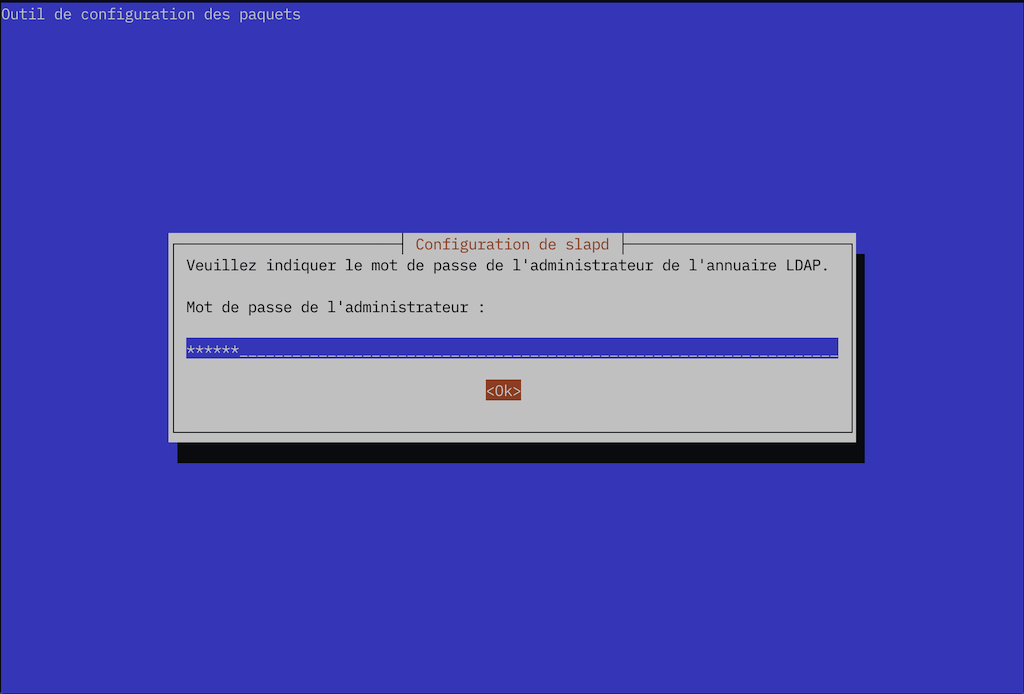 Outil de configuration des paquets
Configuration de slapd
Veuillez indiquer le mot de passe de l'administrateur de l'annuaire LDAP.
Mot de passe de l'administrateur :
******
<Ok>